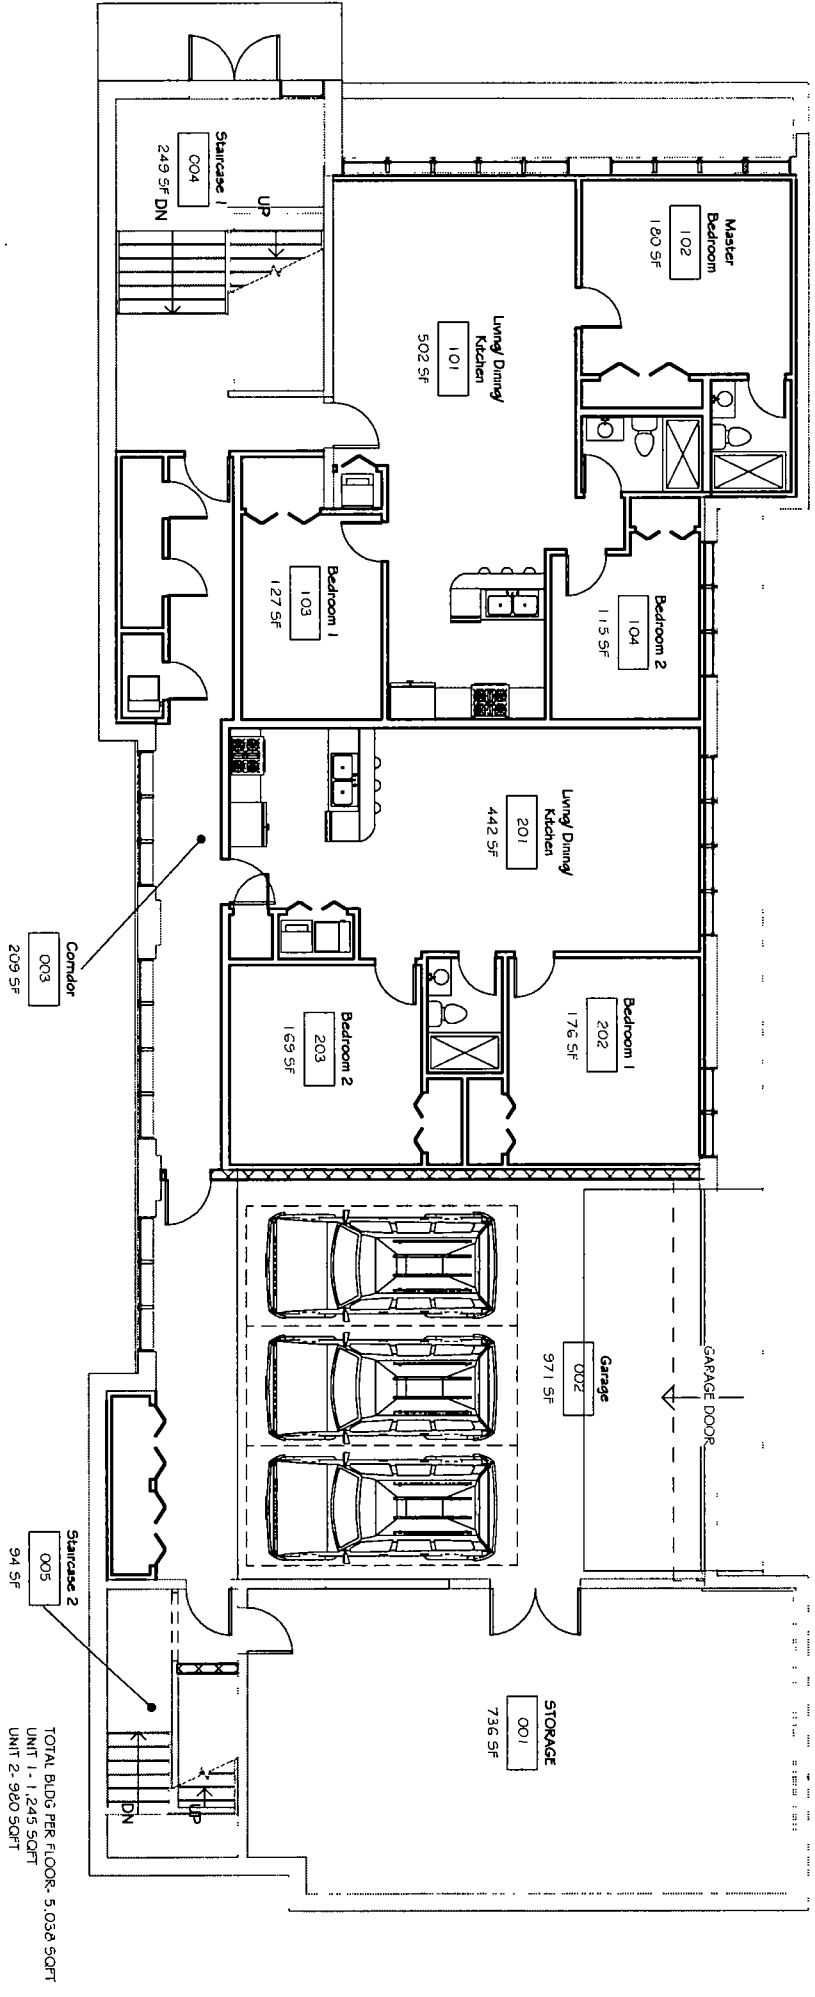 Staircase 1
004
249 SF
UP
DN
Master
Bedroom
102
180 SF
Living/ Dining/
Kitchen
101
502 SF
Bedroom 1
103
127 SF
Bedroom 2
104
115 SF
Living/ Dining/
Kitchen
201
442 SF
Corridor
003
209 SF
Bedroom 1
202
176 SF
Bedroom 2
203
169 SF
Garage
002
971 SF
GARAGE DOOR
Staircase 2
005
94 SF
UP
DN
STORAGE
001
736 SF
TOTAL BLDG PER FLOOR- 5,038 SQFT
UNIT 1- 1,245 SQFT
UNIT 2- 980 SQFT